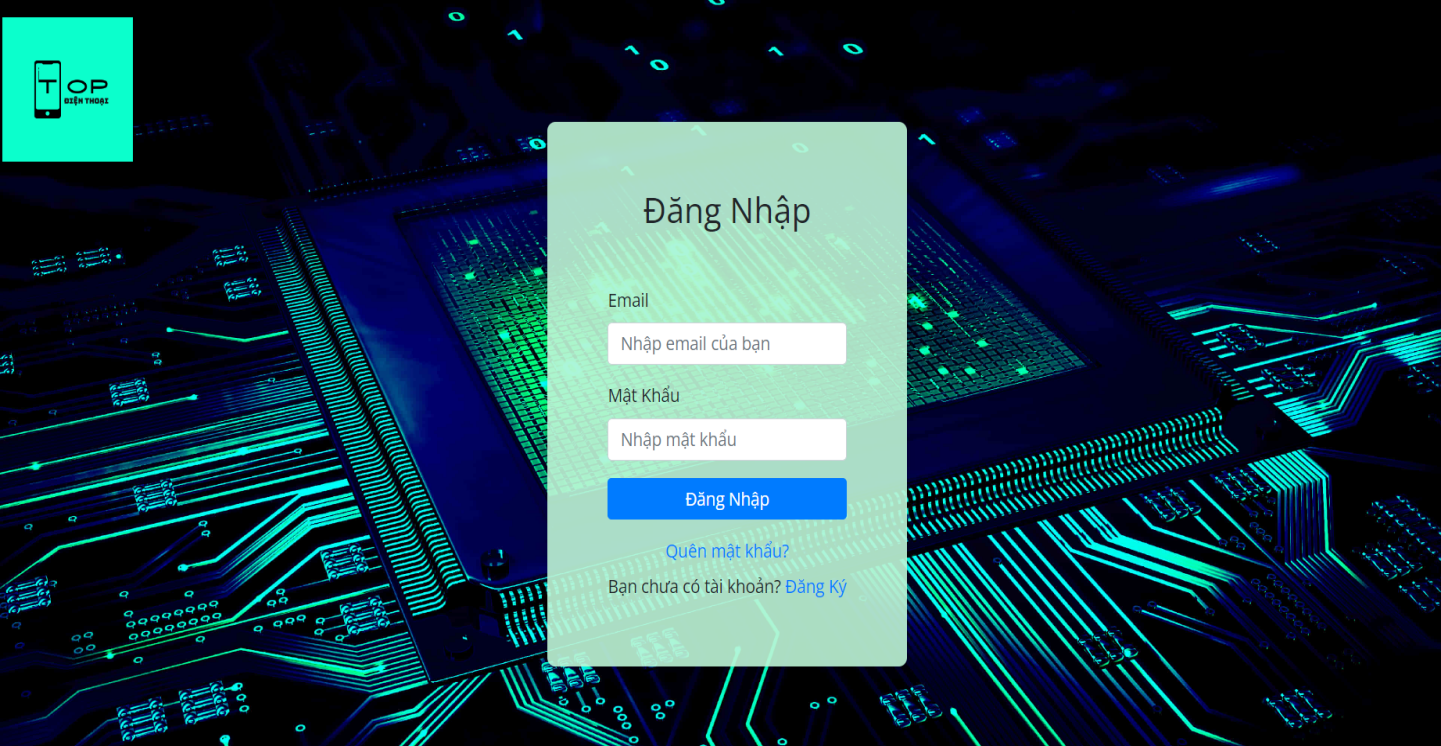 TOP
ĐIỆN THOẠI
Đăng Nhập
Email
Nhập email của bạn
Mật Khẩu
Nhập mật khẩu
Đăng Nhập
Quên mật khẩu?
Bạn chưa có tài khoản? Đăng Ký